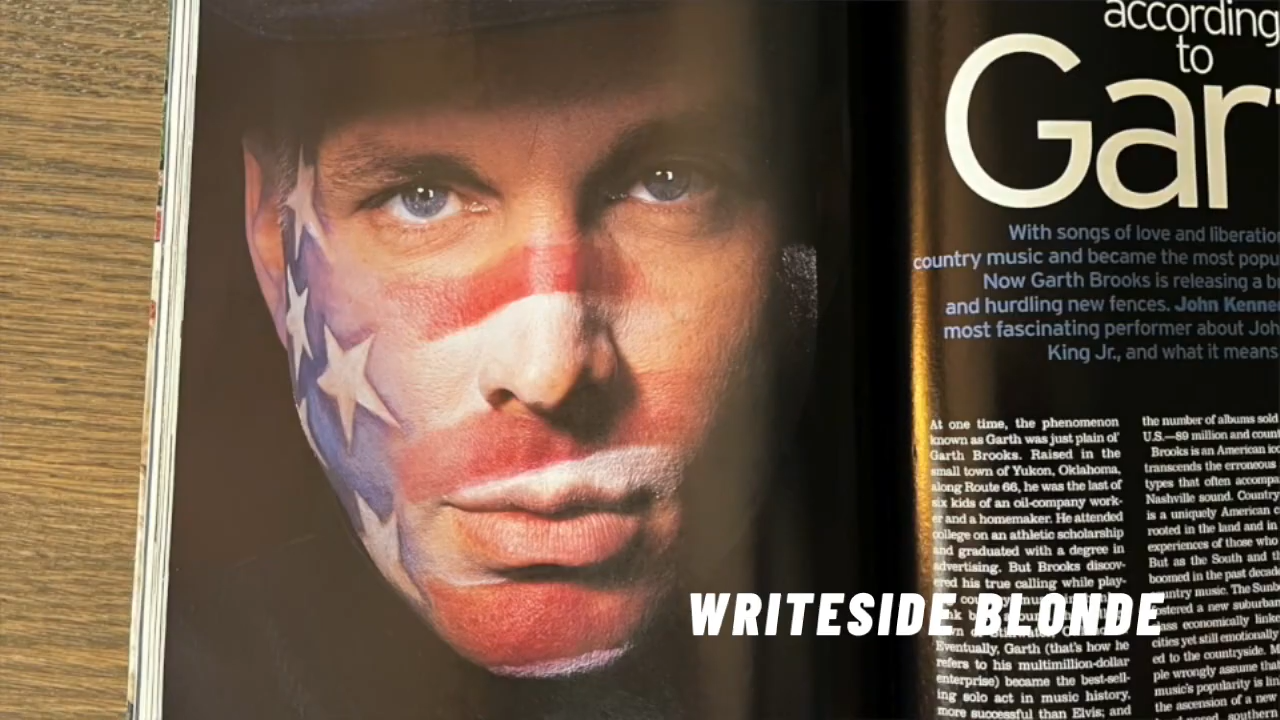 according
to
Gar
With songs of love and liberation
country music and became the most popu
Now Garth Brooks is releasing a b
and hurdling new fences. John Kenne
most fascinating performer about Joh
King Jr., and what it means
At one time, the phenomenon
known as Garth was just plain ol'
Garth Brooks. Raised in the
small town of Yukon, Oklahoma,
along Route 66, he was the last of
six kids of an oil-company work-
er and a homemaker. He attended
college on an athletic scholarship
and graduated with a degree in
advertising. But Brooks discov-
ered his true calling while play-
Eventually, Garth (that's how he
refers to his multimillion-dollar
enterprise) became the best-sell-
ing solo act in music history,
more successful than Elvis; and
the number of albums sold
U.S.—89 million and count
Brooks is an American ico
transcends the erroneous
types that often accompa
Nashville sound. Country
is a uniquely American
rooted in the land and in
experiences of those who
But as the South and th
boomed in the past decade
country music. The Sunb
fostered a new suburban
economically linke
cities yet still emotionally
ed to the countryside. M
ple wrongly assume that
music's popularity is lin
the ascension of a new
southern
WRITESIDE BLONDE